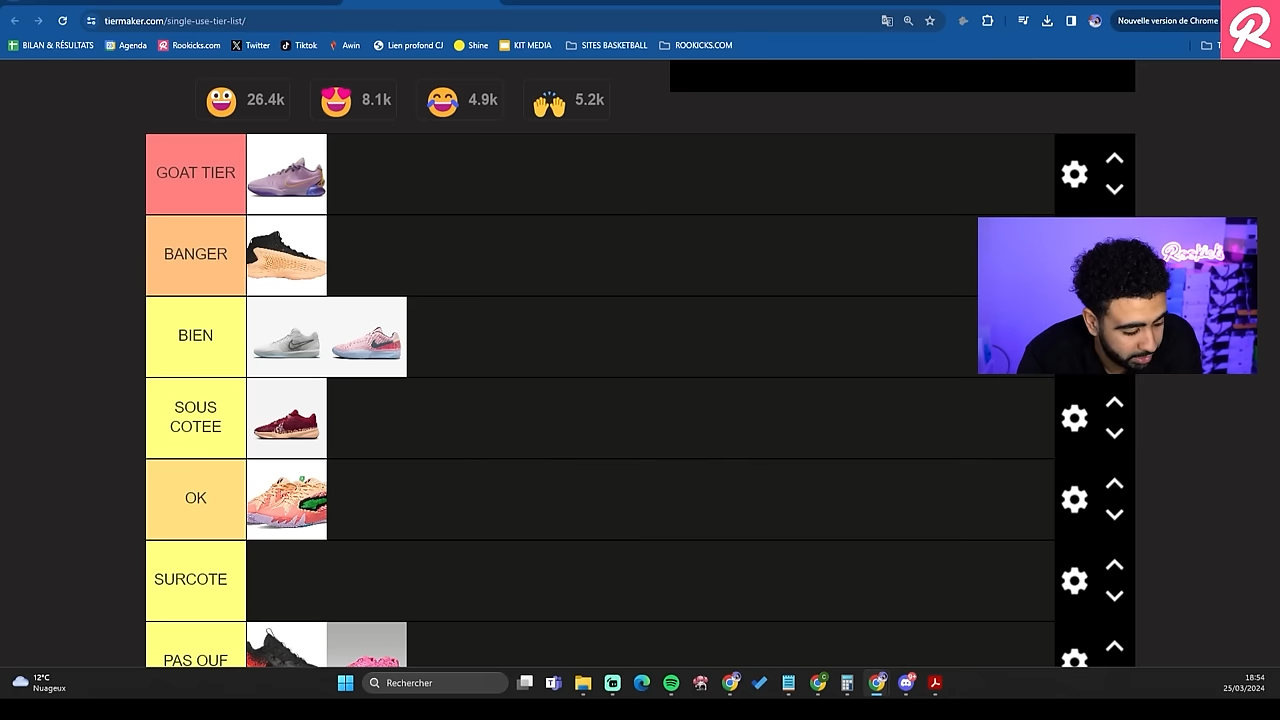 tiermaker.com/single-use-tier-list/
Nouvelle version de Chrome
R
BILAN & RÉSULTATS
Agenda
Rookicks.com
Twitter
Tiktok
Awin
Lien profond CJ
Shine
KIT MEDIA
SITES BASKETBALL
ROOKICKS.COM
26.4k
8.1k
4.9k
5.2k
GOAT TIER
BANGER
Rookicks
BIEN
SOUS
COTEE
OK
SURCOTE
PAS OUF
12°C
Nuageux
Rechercher
18:54
25/03/2024